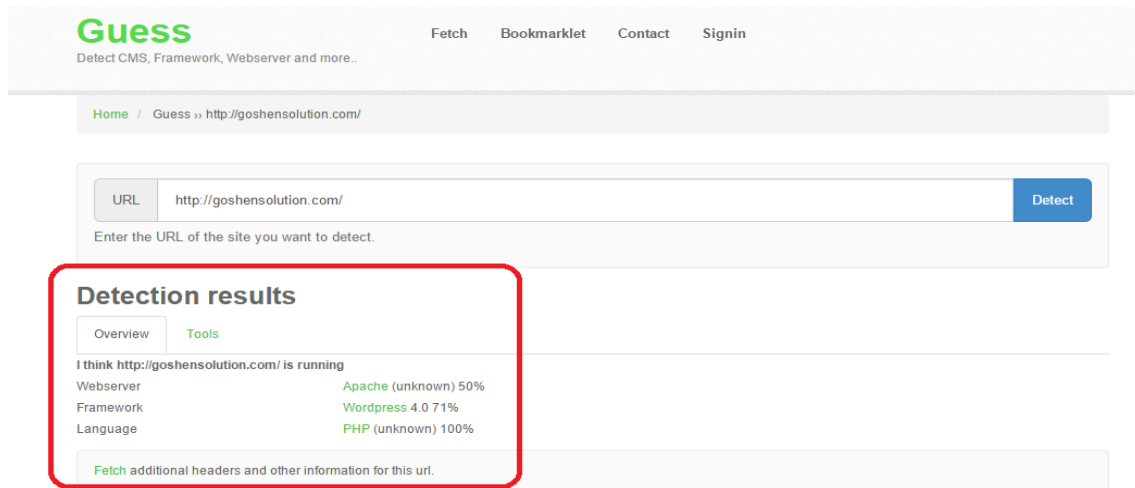 Guess
Fetch Bookmarklet Contact Signin
Detect CMS, Framework, Webserver and more..
Home / Guess ›› http://goshensolution.com/
URL http://goshensolution.com/ Detect
Enter the URL of the site you want to detect.
Detection results
Overview Tools
I think http://goshensolution.com/ is running
Webserver Apache (unknown) 50%
Framework Wordpress 4.0 71%
Language PHP (unknown) 100%
Fetch additional headers and other information for this url.